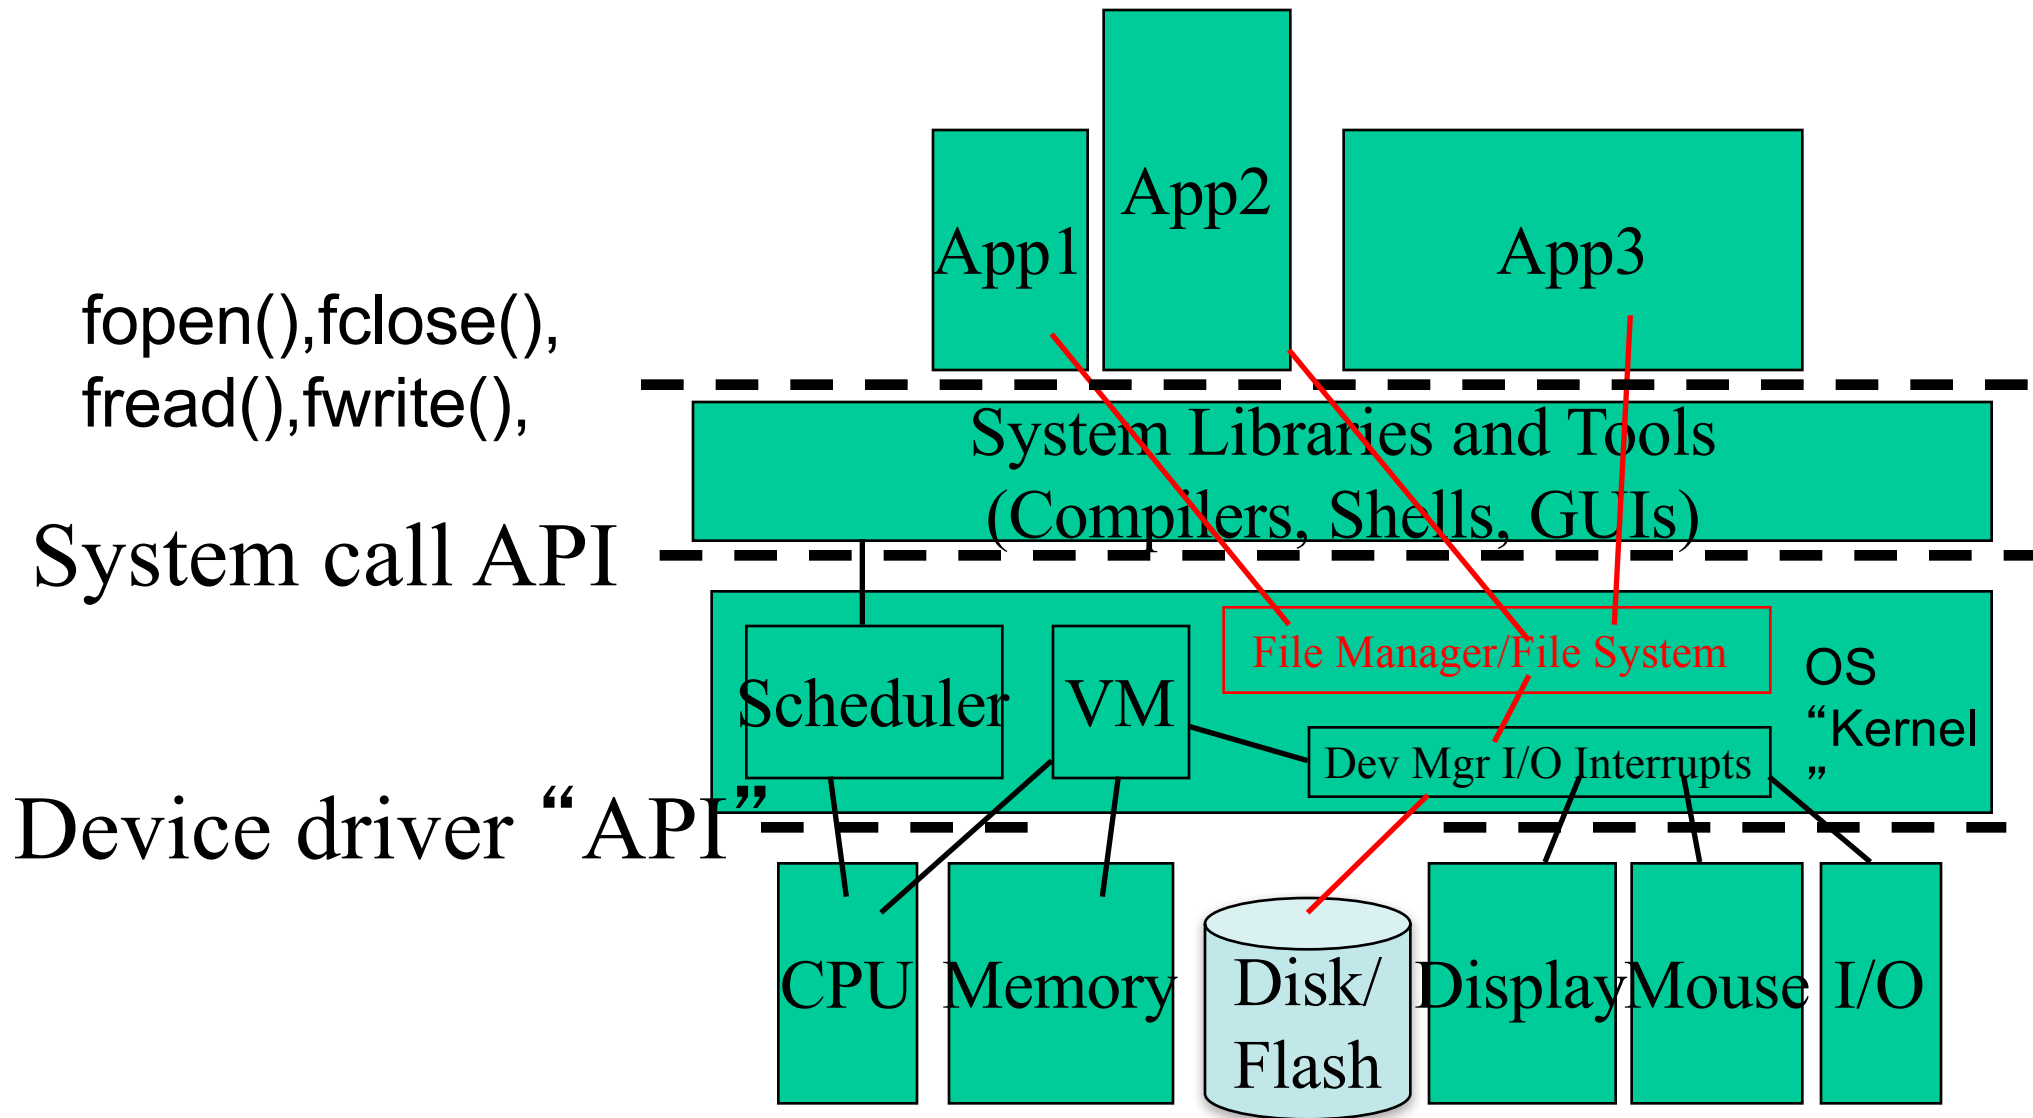 App1
App2
App3
fopen(),fclose(),
fread(),fwrite(),
System Libraries and Tools
(Compilers, Shells, GUIs)
System call API
File Manager/File System
Scheduler
VM
Dev Mgr I/O Interrupts
OS
“Kernel
”
Device driver “API”
CPU
Memory
Disk/
Flash
Display
Mouse
I/O